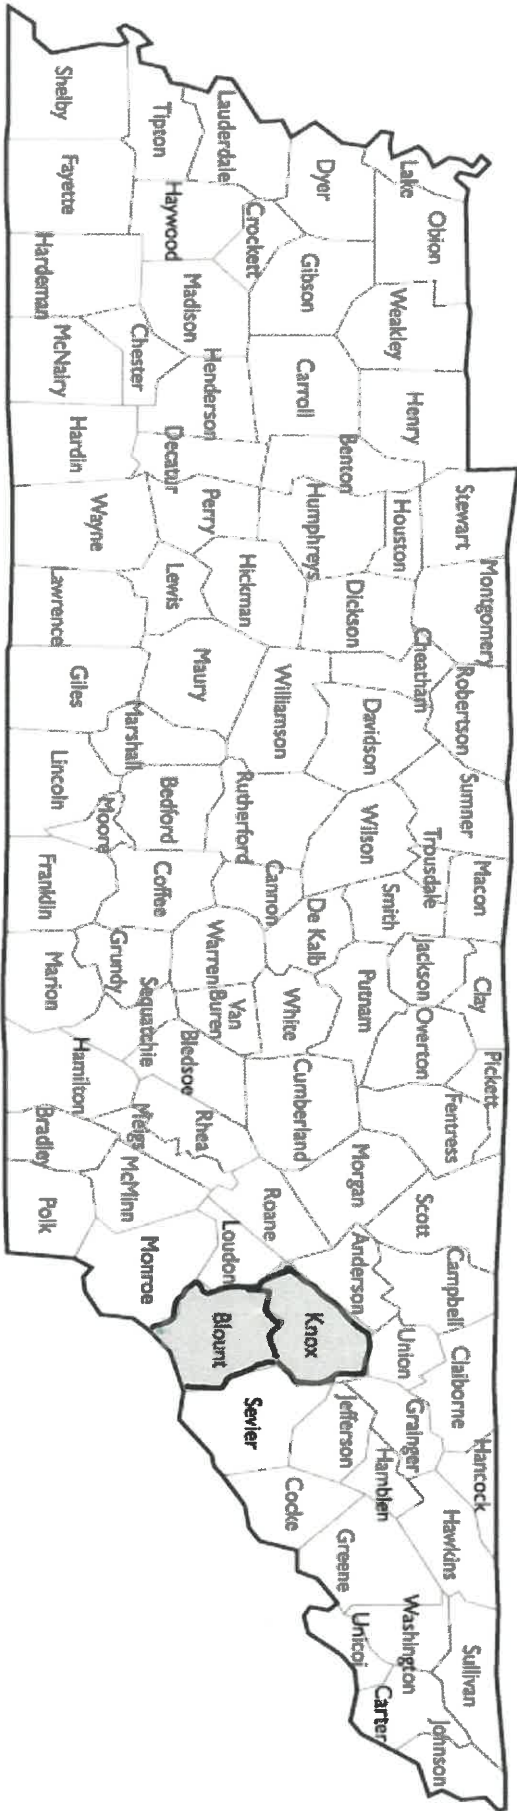 Lake
Obion
Weakley
Henry
Stewart
Montgomery
Robertson
Sumner
Macon
Clay
Pickett
Fentress
Scott
Campbell
Claiborne
Hancock
Hawkins
Sullivan
Johnson
Dyer
Gibson
Carroll
Benton
Houston
Humphreys
Dickson
Cheatham
Davidson
Wilson
Trousdale
Smith
Jackson
Overton
Putnam
De Kalb
White
Cumberland
Morgan
Anderson
Union
Grainger
Hamblen
Jefferson
Greene
Washington
Unicoi
Carter
Lauderdale
Crockett
Haywood
Madison
Henderson
Decatur
Perry
Hickman
Williamson
Rutherford
Cannon
Warren
Van
Buren
Bledsoe
Rhea
Roane
Loudon
Knox
Blount
Sevier
Cocke
Tipton
Chester
Lewis
Maury
Marshall
Bedford
Coffee
Grundy
Sequatchie
Meigs
McMinn
Monroe
Shelby
Fayette
Hardeman
McNairy
Hardin
Wayne
Lawrence
Giles
Lincoln
Moore
Franklin
Marion
Hamilton
Bradley
Polk